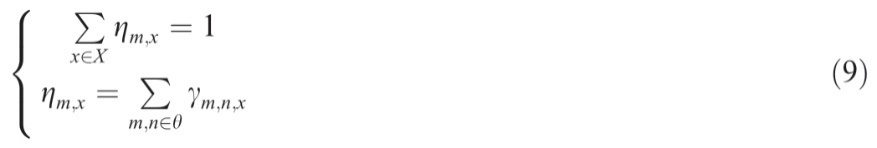 ∑_{x∈X} η_{m,x} = 1
η_{m,x} = ∑_{m,n∈θ} γ_{m,n,x}
(9)